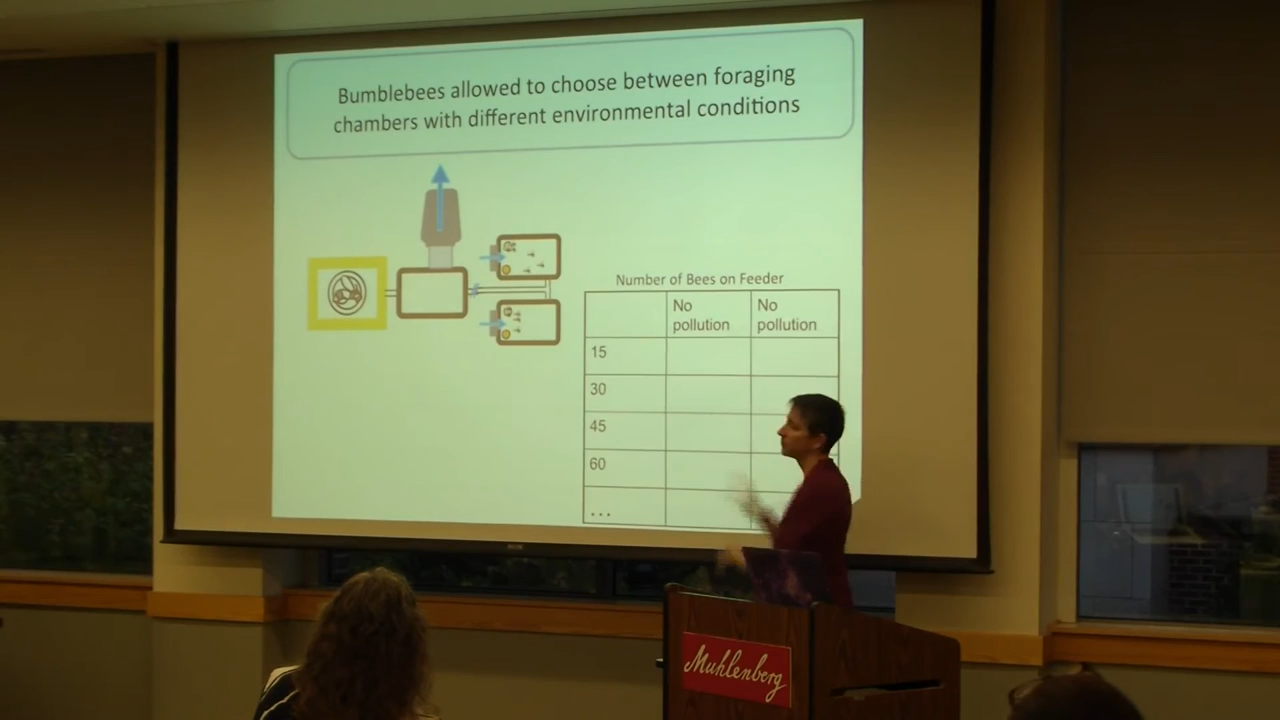 Bumblebees allowed to choose between foraging
chambers with different environmental conditions
Number of Bees on Feeder
No pollution No pollution
15
30
45
60
...
Muhlenberg